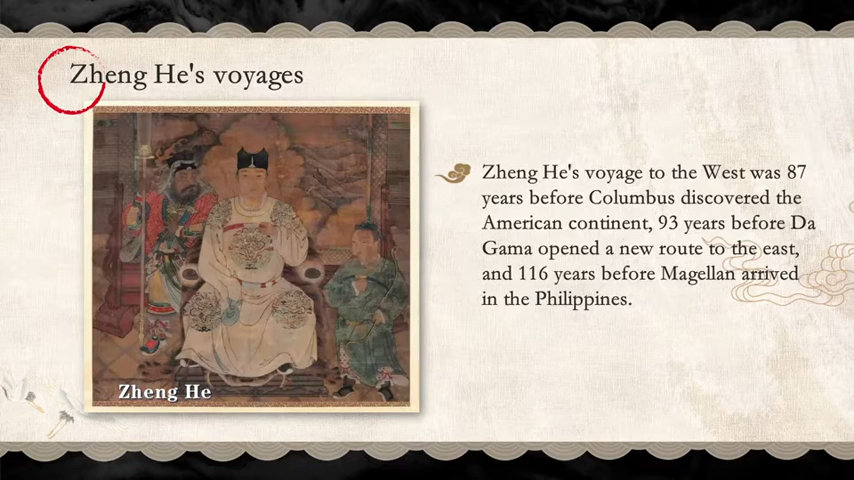 Zheng He's voyages
Zheng He
Zheng He's voyage to the West was 87
years before Columbus discovered the
American continent, 93 years before Da
Gama opened a new route to the east,
and 116 years before Magellan arrived
in the Philippines.